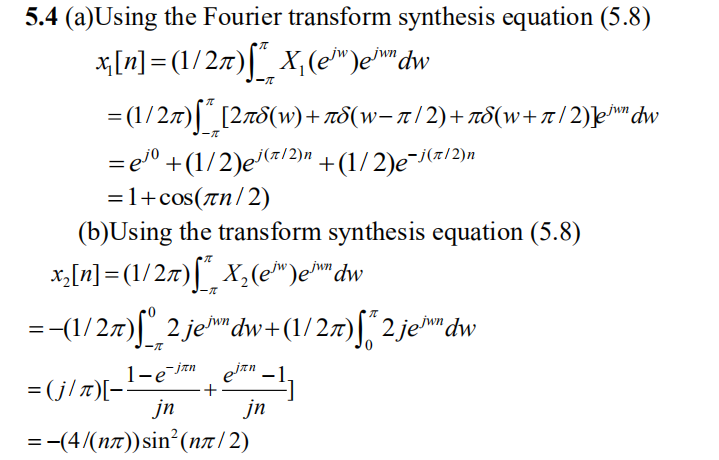 5.4 (a)Using the Fourier transform synthesis equation (5.8)
x₁[n]=(1/2π)∫_{-π}^{π} X₁(e^{jw})e^{jwn}dw
=(1/2π)∫_{-π}^{π}[2πδ(w)+πδ(w−π/2)+πδ(w+π/2)]e^{jwn}dw
=e^{j0}+(1/2)e^{j(π/2)n}+(1/2)e^{-j(π/2)n}
=1+cos(πn/2)
(b)Using the transform synthesis equation (5.8)
x₂[n]=(1/2π)∫_{-π}^{π} X₂(e^{jw})e^{jwn}dw
=−(1/2π)∫_{-π}^{0} 2je^{jwn}dw+(1/2π)∫_{0}^{π} 2je^{jwn}dw
=(j/π)[−\frac{1−e^{-jπn}}{jn}+\frac{e^{jπn}−1}{jn}]
=−(4/(nπ))sin²(nπ/2)